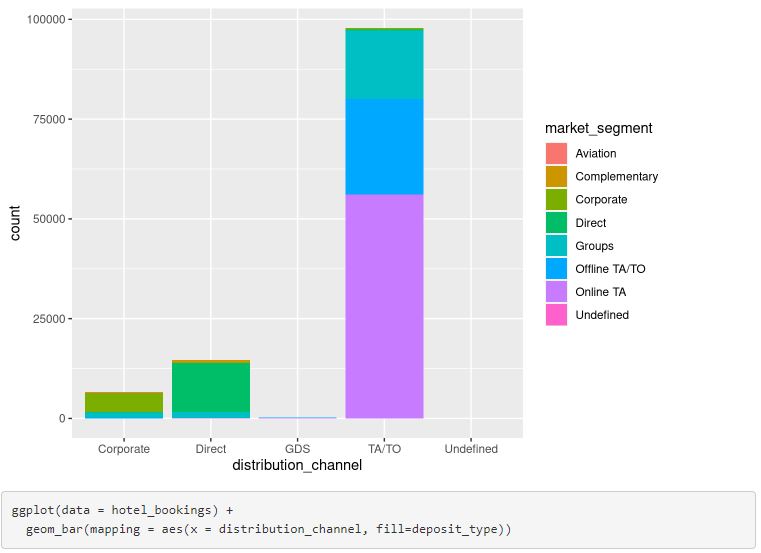 100000
75000
50000
25000
0
count
Corporate
Direct
GDS
TA/TO
Undefined
distribution_channel
market_segment
Aviation
Complementary
Corporate
Direct
Groups
Offline TA/TO
Online TA
Undefined
ggplot(data = hotel_bookings) +
  geom_bar(mapping = aes(x = distribution_channel, fill=deposit_type))